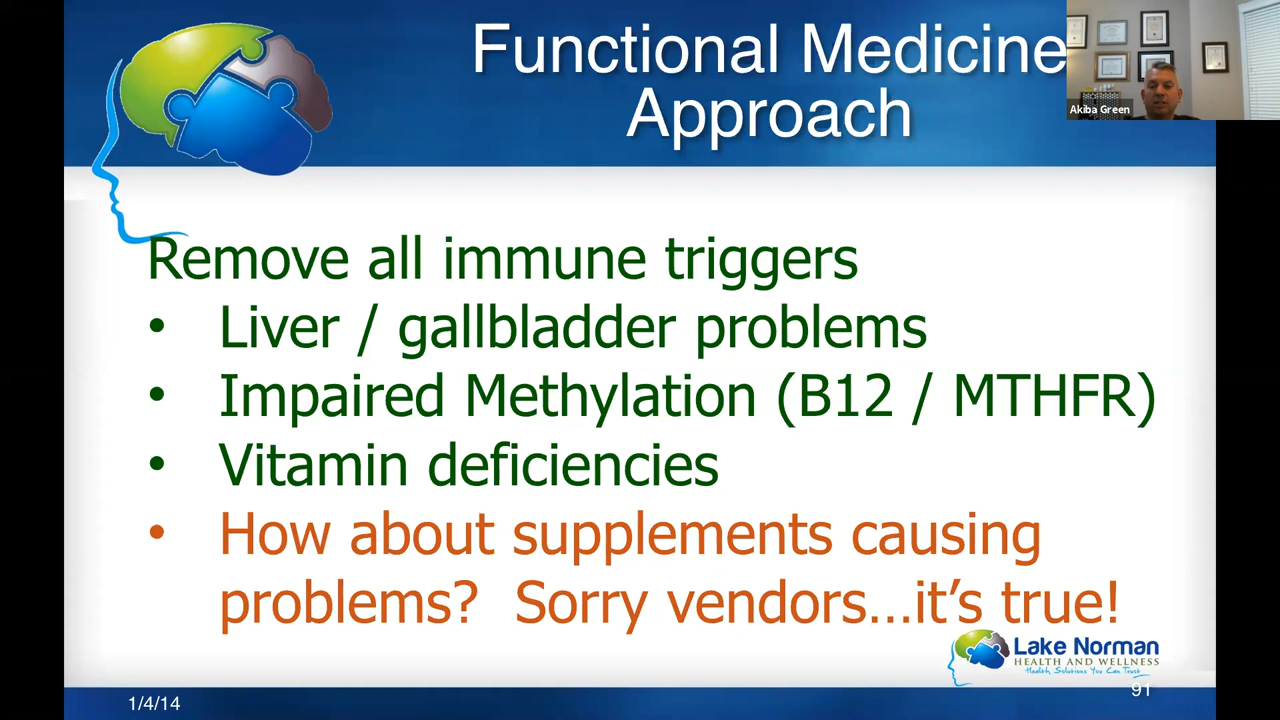 Functional Medicine
Approach
Akiba Green
Remove all immune triggers
• Liver / gallbladder problems
• Impaired Methylation (B12 / MTHFR)
• Vitamin deficiencies
• How about supplements causing
problems? Sorry vendors…it’s true!
Lake Norman
HEALTH AND WELLNESS
Health Solutions You Can Trust
91
1/4/14